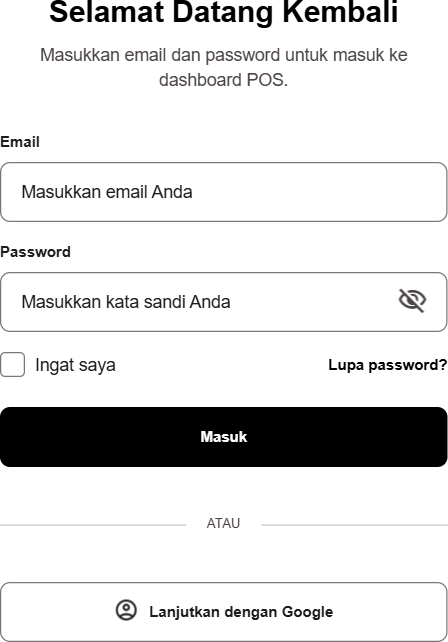 Selamat Datang Kembali
Masukkan email dan password untuk masuk ke
dashboard POS.
Email
Masukkan email Anda
Password
Masukkan kata sandi Anda
Ingat saya
Lupa password?
Masuk
ATAU
Lanjutkan dengan Google